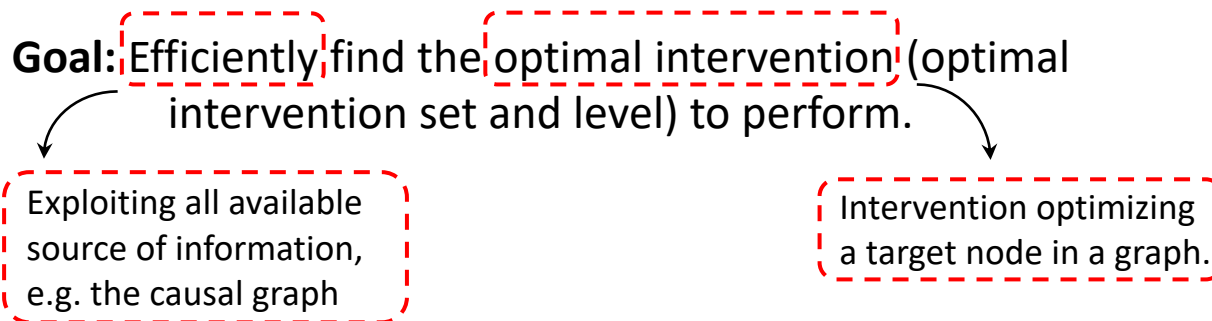 Goal: Efficiently find the optimal intervention (optimal
intervention set and level) to perform.
Exploiting all available
source of information,
e.g. the causal graph
Intervention optimizing
a target node in a graph.